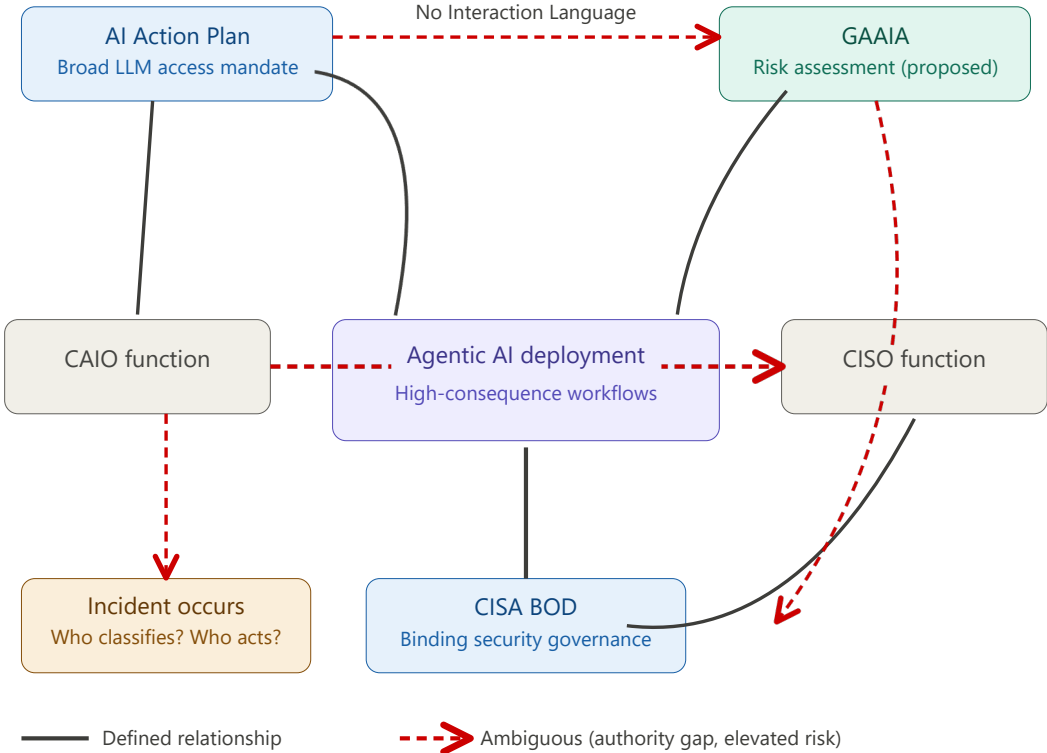 No Interaction Language
AI Action Plan
Broad LLM access mandate
GAAIA
Risk assessment (proposed)
CAIO function
Agentic AI deployment
High-consequence workflows
CISO function
Incident occurs
Who classifies? Who acts?
CISA BOD
Binding security governance
Defined relationship
Ambiguous (authority gap, elevated risk)